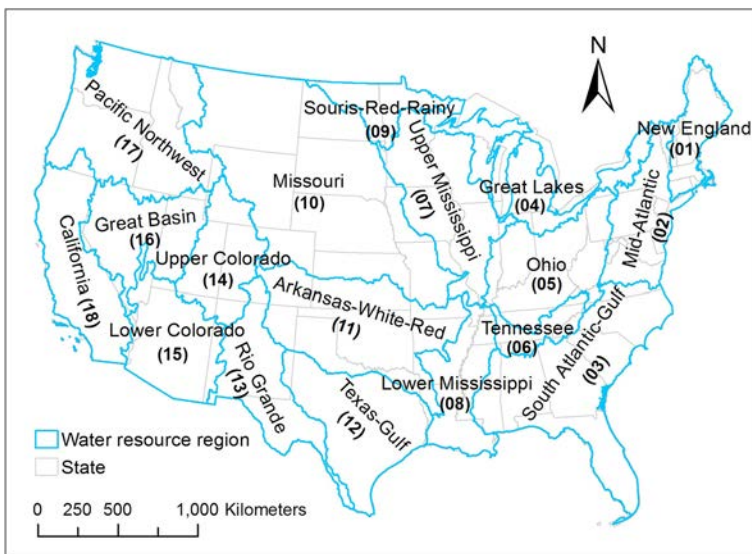 N
Pacific Northwest
(17)
Souris-Red-Rainy
(09)
New England
(01)
Upper Mississippi
(07)
Missouri
(10)
Great Lakes
(04)
Mid-Atlantic
(02)
Great Basin
(16)
California (18)
Upper Colorado
(14)
Ohio
(05)
Arkansas-White-Red
(11)
Lower Colorado
(15)
Tennessee
(06)
South Atlantic-Gulf
(03)
Rio Grande
(13)
Texas-Gulf
(12)
Lower Mississippi
(08)
Water resource region
State
0 250 500 1,000 Kilometers